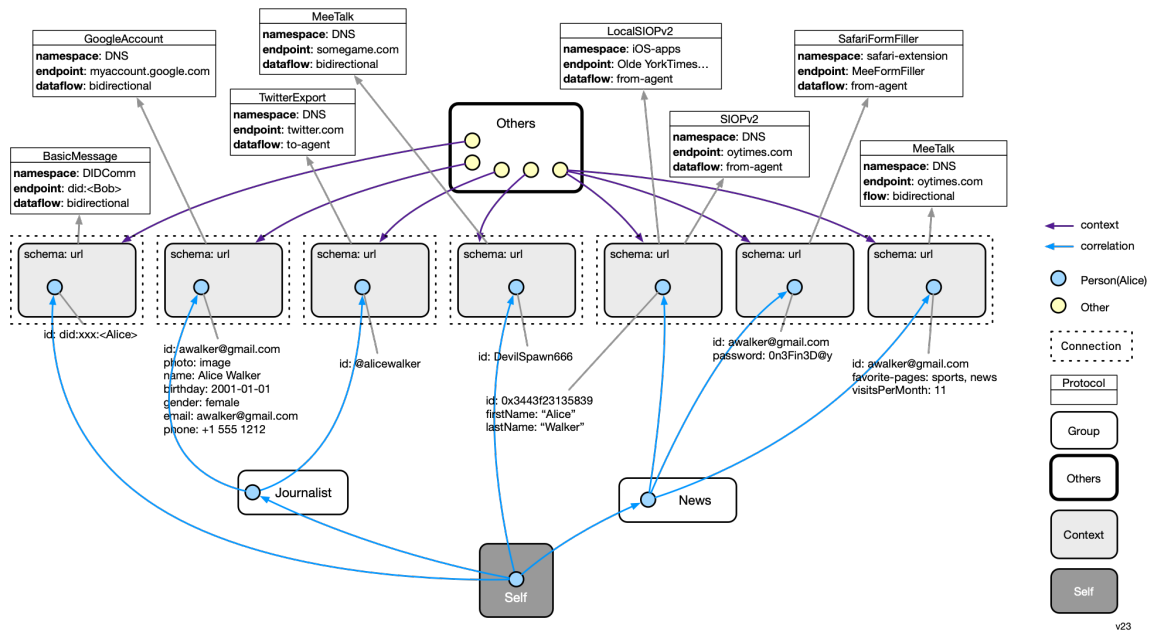 MeeTalk
namespace: DNS
endpoint: somegame.com
dataflow: bidirectional
GoogleAccount
namespace: DNS
endpoint: myaccount.google.com
dataflow: bidirectional
LocalSIOPv2
namespace: iOS-apps
endpoint: Olde YorkTimes...
dataflow: from-agent
SafariFormFiller
namespace: safari-extension
endpoint: MeeFormFiller
dataflow: from-agent
TwitterExport
namespace: DNS
endpoint: twitter.com
dataflow: to-agent
Others
SIOPv2
namespace: DNS
endpoint: oytimes.com
dataflow: from-agent
BasicMessage
namespace: DIDComm
endpoint: did:<Bob>
dataflow: bidirectional
MeeTalk
namespace: DNS
endpoint: oytimes.com
flow: bidirectional
schema: url
schema: url
schema: url
schema: url
schema: url
schema: url
schema: url
id: did:xxx:<Alice>
id: awalker@gmail.com
photo: image
name: Alice Walker
birthday: 2001-01-01
gender: female
email: awalker@gmail.com
phone: +1 555 1212
id: @alicewalker
id: DevilSpawn666
id: 0x3443f23135839
firstName: “Alice”
lastName: “Walker”
id: awalker@gmail.com
password: 0n3Fin3D@y
id: awalker@gmail.com
favorite-pages: sports, news
visitsPerMonth: 11
Journalist
News
Self
context
correlation
Person(Alice)
Other
Connection
Protocol
Group
Others
Context
Self
v23